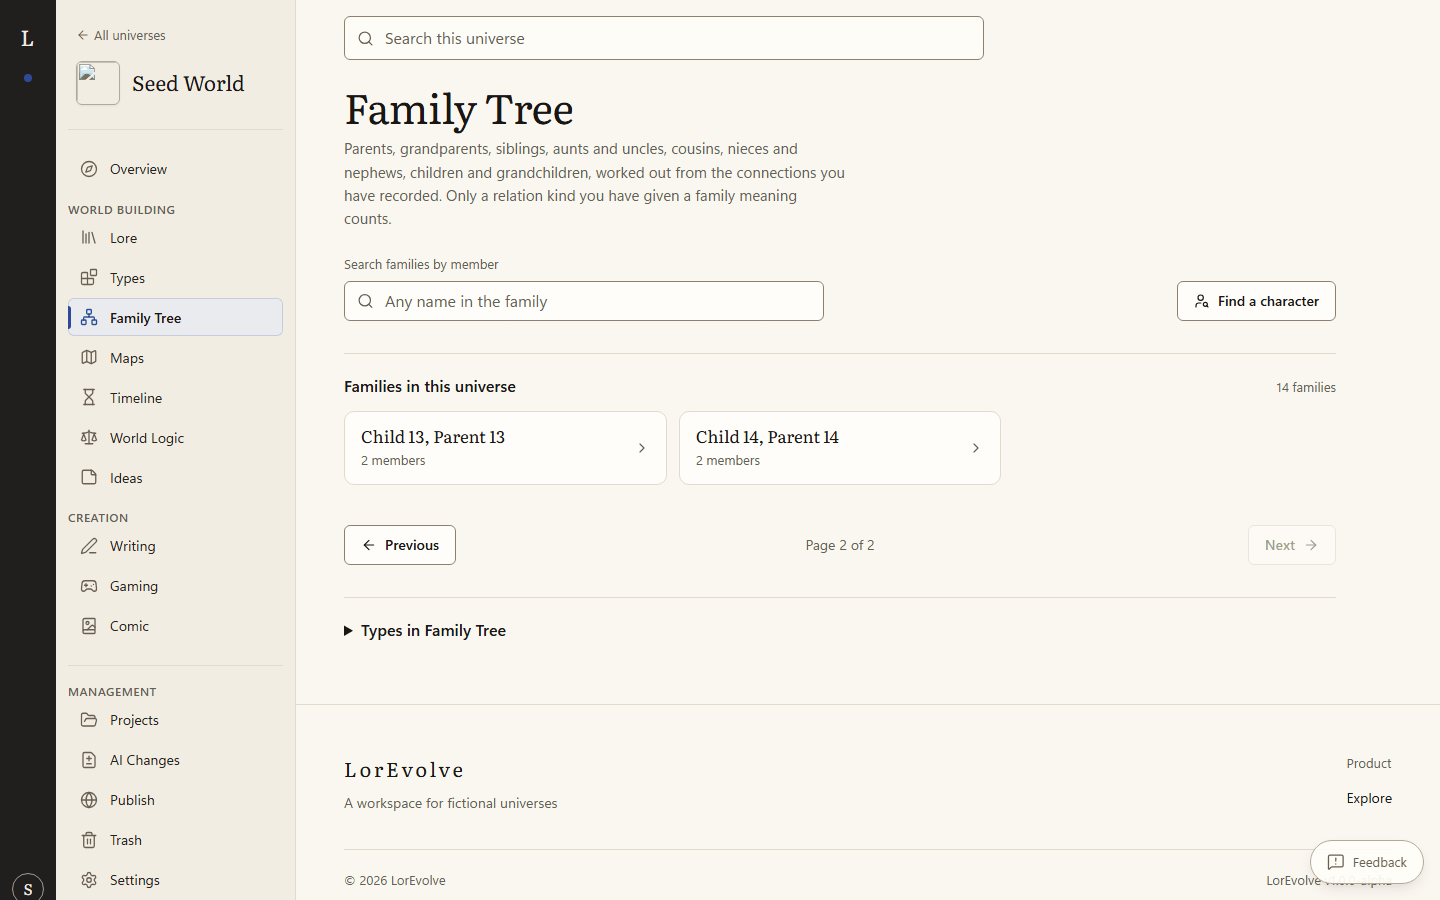 L
← All universes
Seed World
Overview
WORLD BUILDING
Lore
Types
Family Tree
Maps
Timeline
World Logic
Ideas
CREATION
Writing
Gaming
Comic
MANAGEMENT
Projects
AI Changes
Publish
Trash
Settings
S
Search this universe
Family Tree
Parents, grandparents, siblings, aunts and uncles, cousins, nieces and
nephews, children and grandchildren, worked out from the connections you
have recorded. Only a relation kind you have given a family meaning
counts.
Search families by member
Any name in the family
Find a character
Families in this universe
14 families
Child 13, Parent 13
2 members
Child 14, Parent 14
2 members
← Previous
Page 2 of 2
Next →
Types in Family Tree
LorEvolve
A workspace for fictional universes
Product
Explore
Feedback
© 2026 LorEvolve
LorEvolve